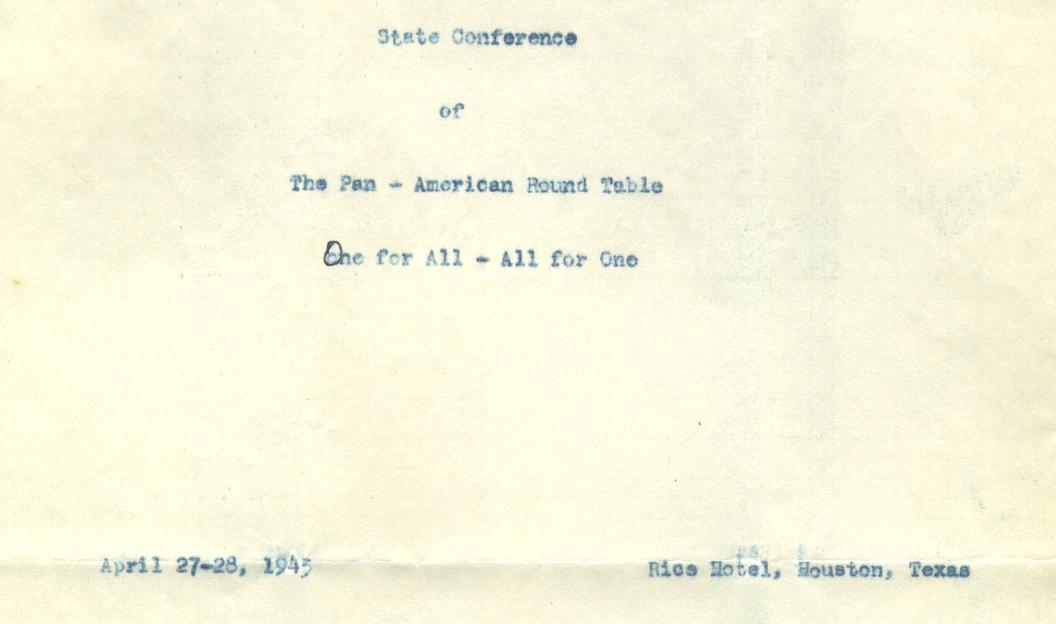 State Conference
of
The Pan - American Round Table
One for All - All for One
April 27-28, 1945
Rice Hotel, Houston, Texas